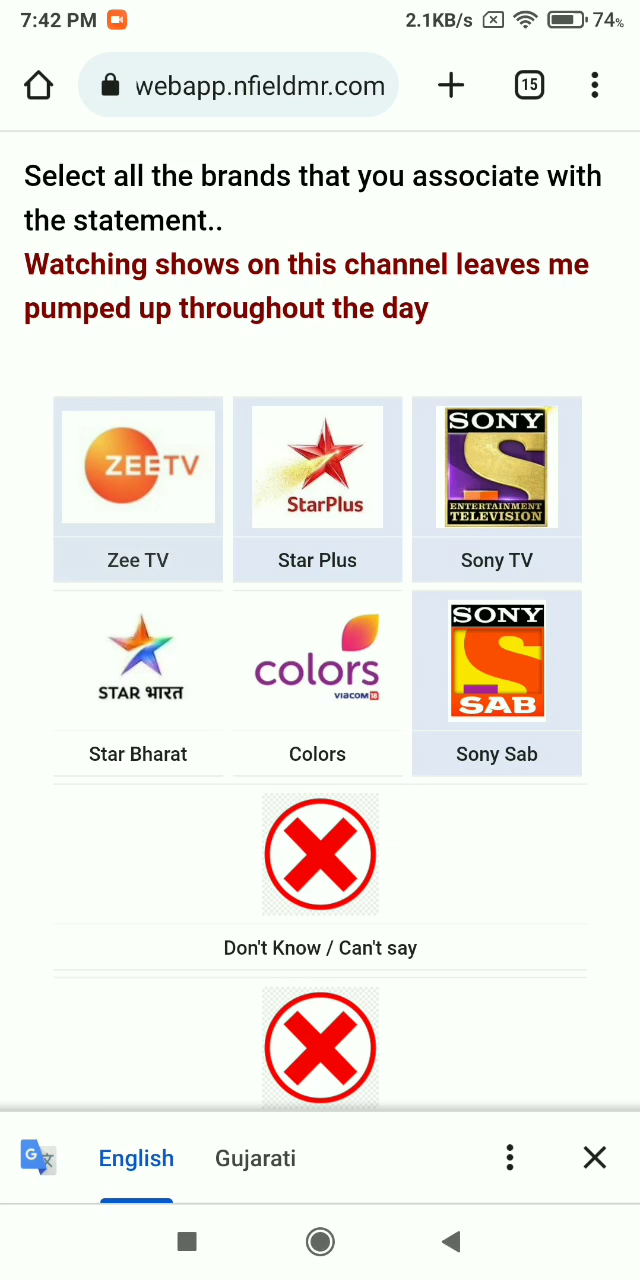 7:42 PM 2.1KB/s 74%
webapp.nfieldmr.com 15
Select all the brands that you associate with
the statement..
Watching shows on this channel leaves me
pumped up throughout the day
ZEETV
StarPlus
SONY
ENTERTAINMENT
TELEVISION
Zee TV Star Plus Sony TV
STAR भारत
colors
VIACOM18
SONY
SAB
Star Bharat Colors Sony Sab
Don't Know / Can't say
English Gujarati